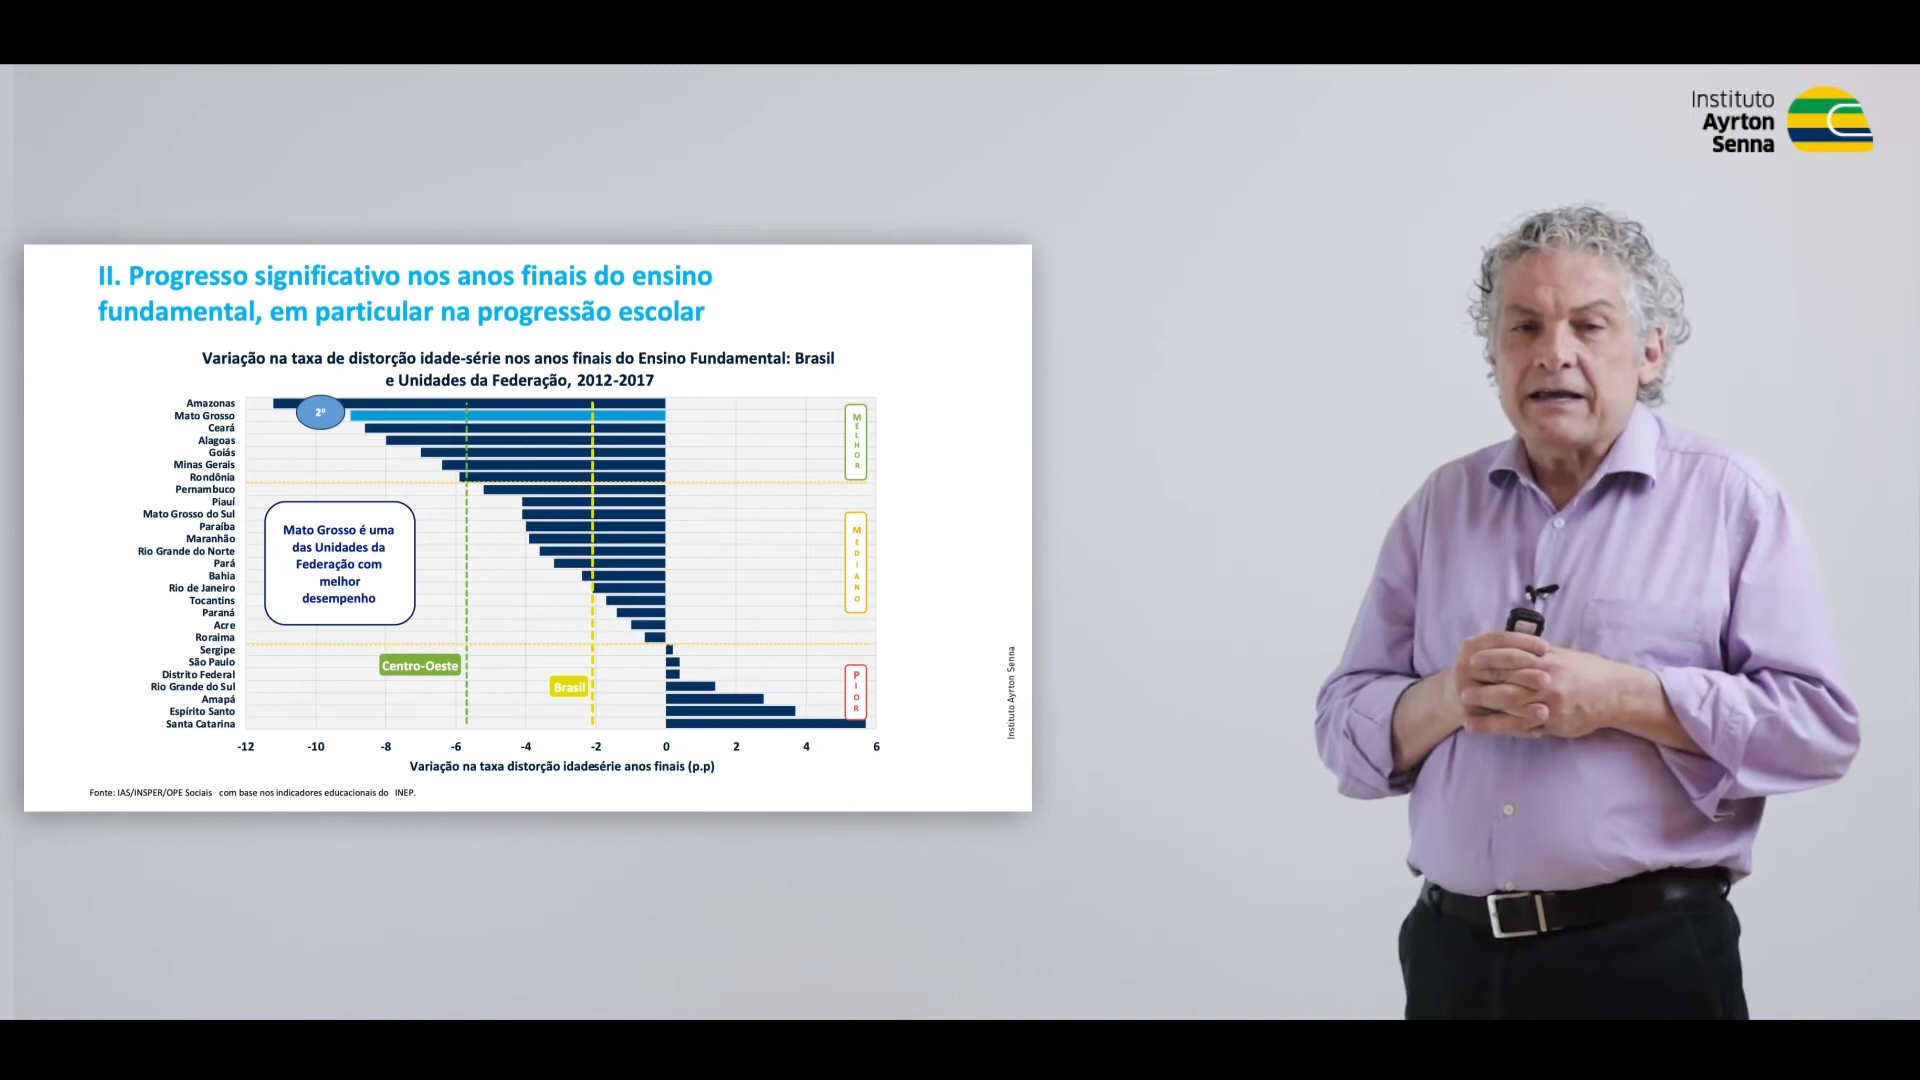 Instituto
Ayrton
Senna
II. Progresso significativo nos anos finais do ensino
fundamental, em particular na progressão escolar
Variação na taxa de distorção idade-série nos anos finais do Ensino Fundamental: Brasil
e Unidades da Federação, 2012-2017
Amazonas
Mato Grosso
Ceará
Alagoas
Goiás
Minas Gerais
Rondônia
Pernambuco
Piauí
Mato Grosso do Sul
Paraíba
Maranhão
Rio Grande do Norte
Pará
Bahia
Rio de Janeiro
Tocantins
Paraná
Acre
Roraima
Sergipe
São Paulo
Distrito Federal
Rio Grande do Sul
Amapá
Espírito Santo
Santa Catarina
2º
Mato Grosso é uma
das Unidades da
Federação com
melhor
desempenho
Centro-Oeste
Brasil
MELHOR
MEDIANO
PIOR
-12 -10 -8 -6 -4 -2 0 2 4 6
Variação na taxa distorção idadesérie anos finais (p.p)
Fonte: IAS/INSPER/OPE Sociais com base nos indicadores educacionais do INEP.
Instituto Ayrton Senna